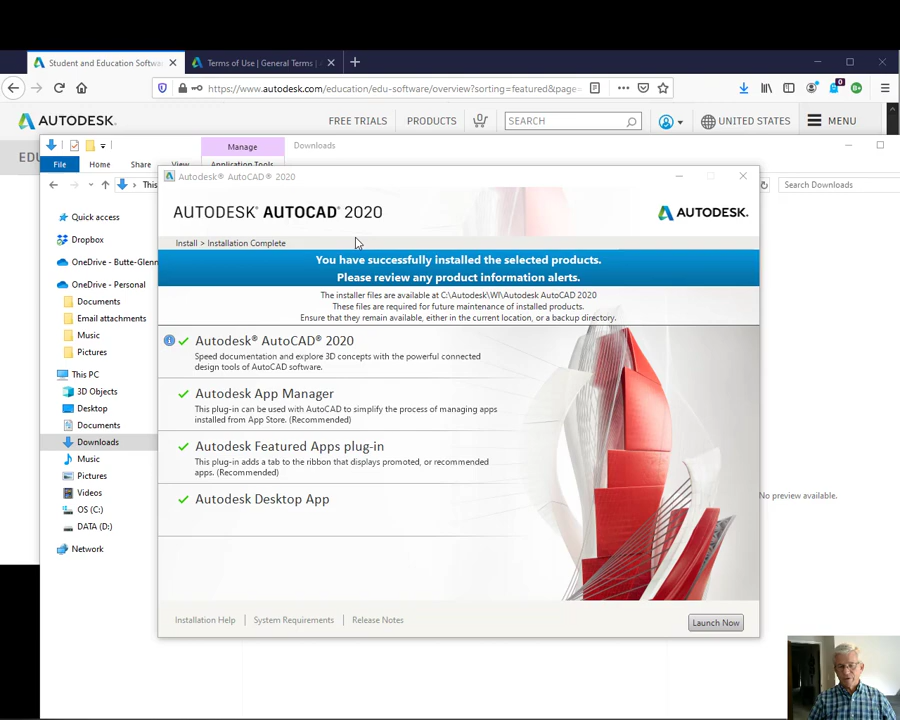 Student and Education Softwa
Terms of Use | General Terms |
https://www.autodesk.com/education/edu-software/overview?sorting=featured&page=
0
AUTODESK.
FREE TRIALS
PRODUCTS
0
SEARCH
UNITED STATES
MENU
EDU
Manage
Downloads
File
Home
Share
View
Application Tools
This
Search Downloads
Quick access
Dropbox
OneDrive - Butte-Glenn
OneDrive - Personal
Documents
Email attachments
Music
Pictures
This PC
3D Objects
Desktop
Documents
Downloads
Music
Pictures
Videos
OS (C:)
DATA (D:)
Network
Autodesk® AutoCAD® 2020
AUTODESK® AUTOCAD® 2020
AUTODESK.
Install > Installation Complete
You have successfully installed the selected products.
Please review any product information alerts.
The installer files are available at C:\Autodesk\WI\Autodesk AutoCAD 2020
These files are required for future maintenance of installed products.
Ensure that they remain available, either in the current location, or a backup directory.
Autodesk® AutoCAD® 2020
Speed documentation and explore 3D concepts with the powerful connected
design tools of AutoCAD software.
Autodesk App Manager
This plug-in can be used with AutoCAD to simplify the process of managing apps
installed from App Store. (Recommended)
Autodesk Featured Apps plug-in
This plug-in adds a tab to the ribbon that displays promoted, or recommended
apps. (Recommended)
Autodesk Desktop App
Installation Help
System Requirements
Release Notes
Launch Now
No preview available.